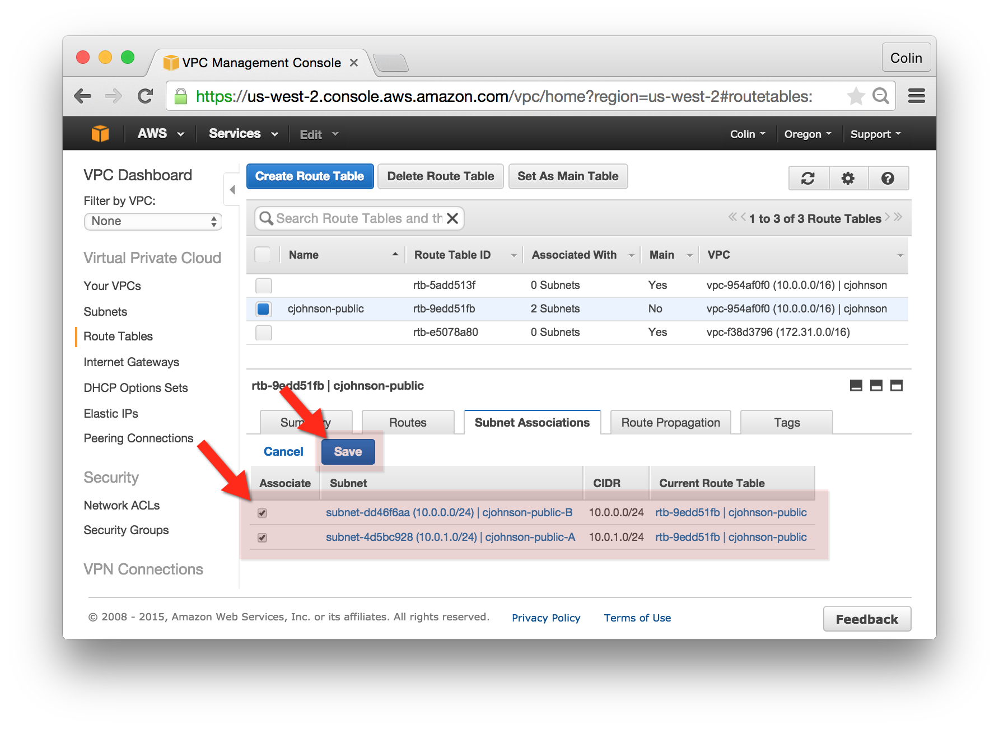 VPC Management Console
Colin
https://us-west-2.console.aws.amazon.com/vpc/home?region=us-west-2#routetables:
AWS Services Edit Colin Oregon Support
VPC Dashboard
Filter by VPC:
None
Virtual Private Cloud
Your VPCs
Subnets
Route Tables
Internet Gateways
DHCP Options Sets
Elastic IPs
Peering Connections
Security
Network ACLs
Security Groups
VPN Connections
Create Route Table Delete Route Table Set As Main Table
Search Route Tables and th
1 to 3 of 3 Route Tables
Name Route Table ID Associated With Main VPC
rtb-5add513f 0 Subnets Yes vpc-954af0f0 (10.0.0.0/16) | cjohnson
cjohnson-public rtb-9edd51fb 2 Subnets No vpc-954af0f0 (10.0.0.0/16) | cjohnson
rtb-e5078a80 0 Subnets Yes vpc-f38d3796 (172.31.0.0/16)
rtb-9edd51fb | cjohnson-public
Summary Routes Subnet Associations Route Propagation Tags
Cancel Save
Associate Subnet CIDR Current Route Table
subnet-dd46f6aa (10.0.0.0/24) | cjohnson-public-B 10.0.0.0/24 rtb-9edd51fb | cjohnson-public
subnet-4d5bc928 (10.0.1.0/24) | cjohnson-public-A 10.0.1.0/24 rtb-9edd51fb | cjohnson-public
© 2008 - 2015, Amazon Web Services, Inc. or its affiliates. All rights reserved. Privacy Policy Terms of Use
Feedback